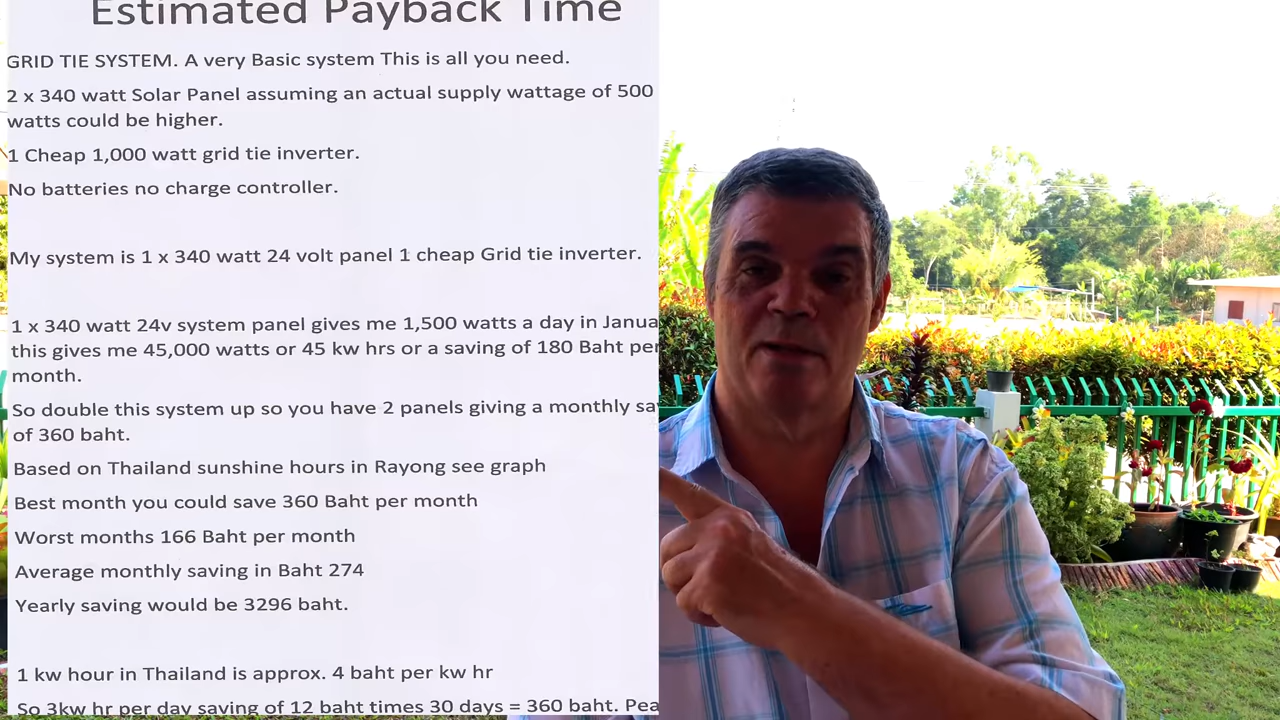 Estimated Payback Time
GRID TIE SYSTEM. A very Basic system This is all you need.
2 x 340 watt Solar Panel assuming an actual supply wattage of 500
watts could be higher.
1 Cheap 1,000 watt grid tie inverter.
No batteries no charge controller.
My system is 1 x 340 watt 24 volt panel 1 cheap Grid tie inverter.
1 x 340 watt 24v system panel gives me 1,500 watts a day in Janua
this gives me 45,000 watts or 45 kw hrs or a saving of 180 Baht per
month.
So double this system up so you have 2 panels giving a monthly sa
of 360 baht.
Based on Thailand sunshine hours in Rayong see graph
Best month you could save 360 Baht per month
Worst months 166 Baht per month
Average monthly saving in Baht 274
Yearly saving would be 3296 baht.
1 kw hour in Thailand is approx. 4 baht per kw hr
So 3kw hr per day saving of 12 baht times 30 days = 360 baht. Pea